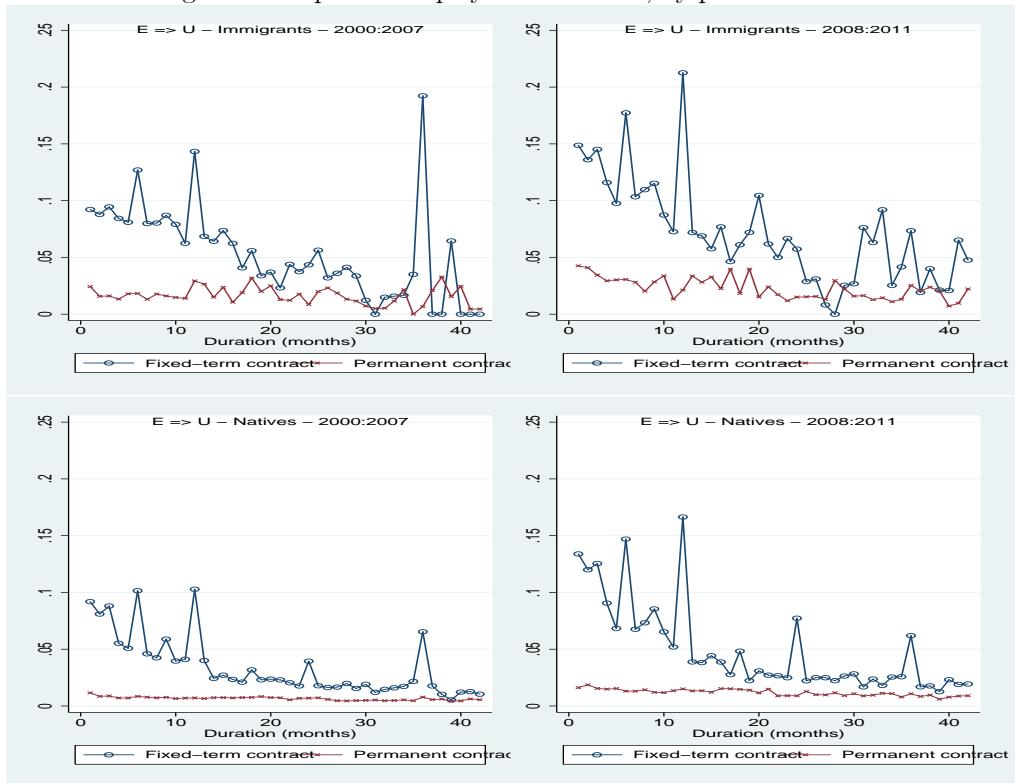 E => U – Immigrants – 2000:2007
.25
.2
.15
.1
.05
0
0 10 20 30 40
Duration (months)
Fixed–term contract Permanent contrac
E => U – Immigrants – 2008:2011
.25
.2
.15
.1
.05
0
0 10 20 30 40
Duration (months)
Fixed–term contract Permanent contract
E => U – Natives – 2000:2007
.25
.2
.15
.1
.05
0
0 10 20 30 40
Duration (months)
Fixed–term contract Permanent contrac
E => U – Natives – 2008:2011
.25
.2
.15
.1
.05
0
0 10 20 30 40
Duration (months)
Fixed–term contract Permanent contract